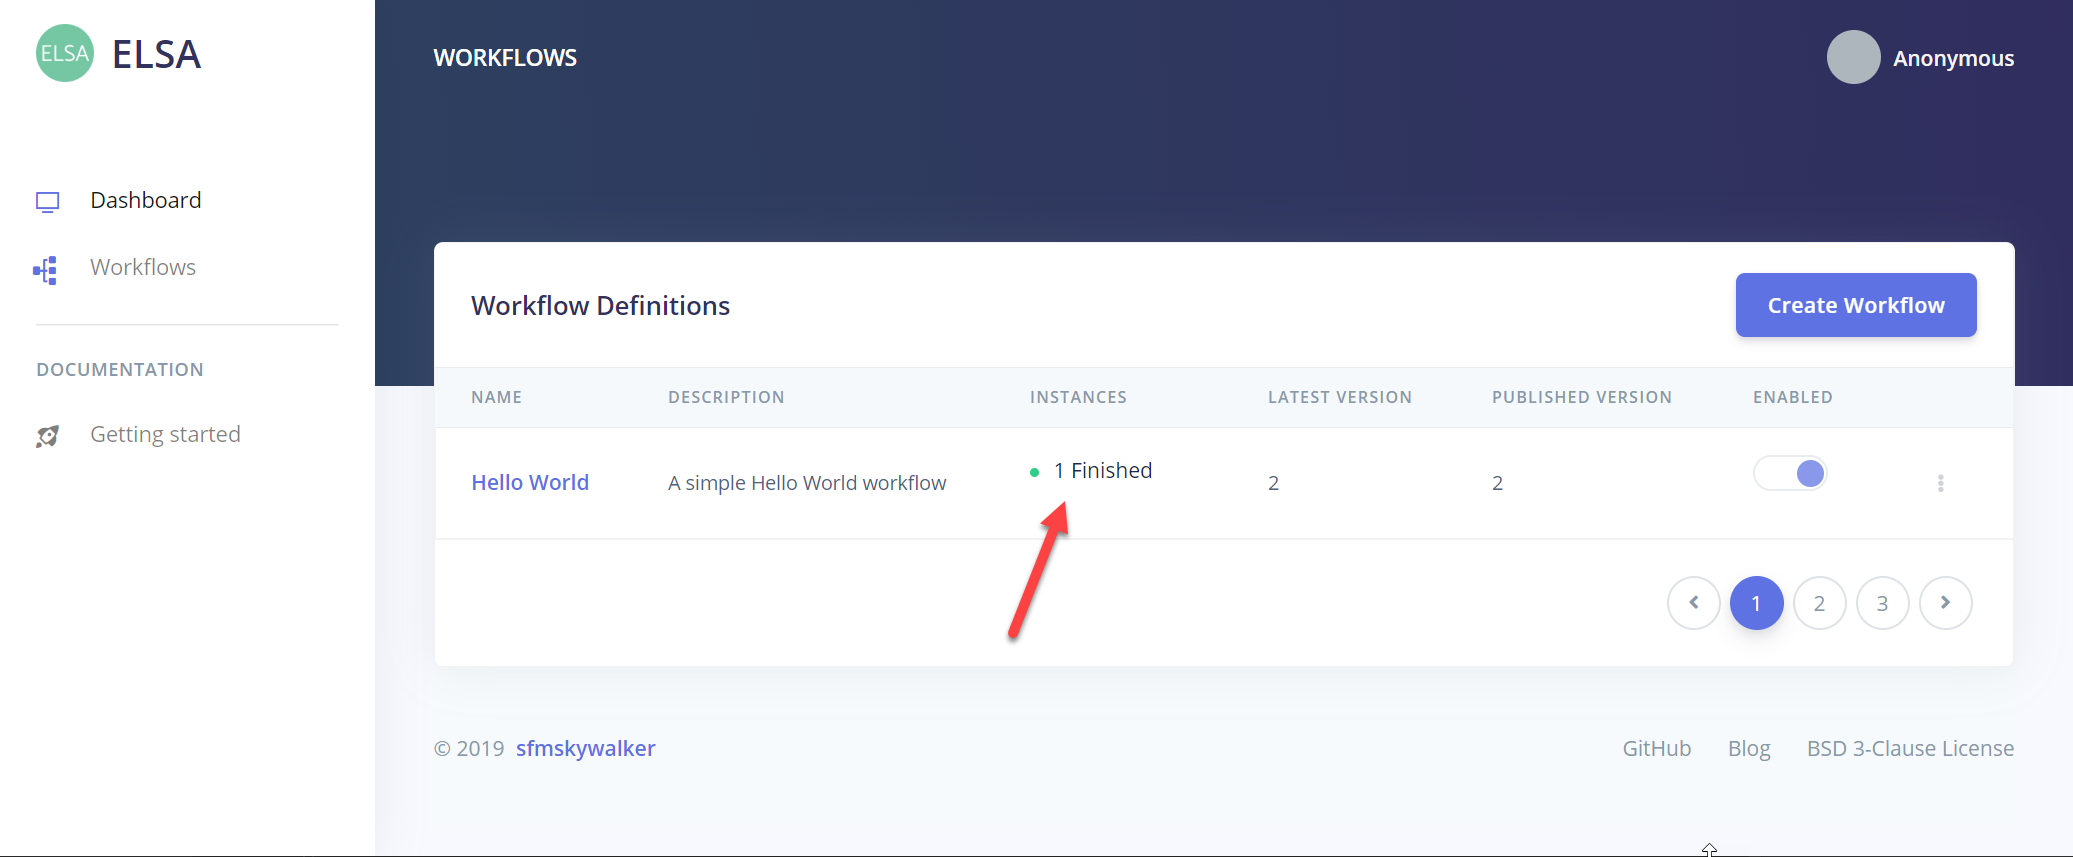 ELSA ELSA
Dashboard
Workflows
DOCUMENTATION
Getting started
WORKFLOWS
Anonymous
Workflow Definitions
Create Workflow
NAME DESCRIPTION INSTANCES LATEST VERSION PUBLISHED VERSION ENABLED
Hello World A simple Hello World workflow 1 Finished 2 2
1 2 3
© 2019 sfmskywalker
GitHub Blog BSD 3-Clause License